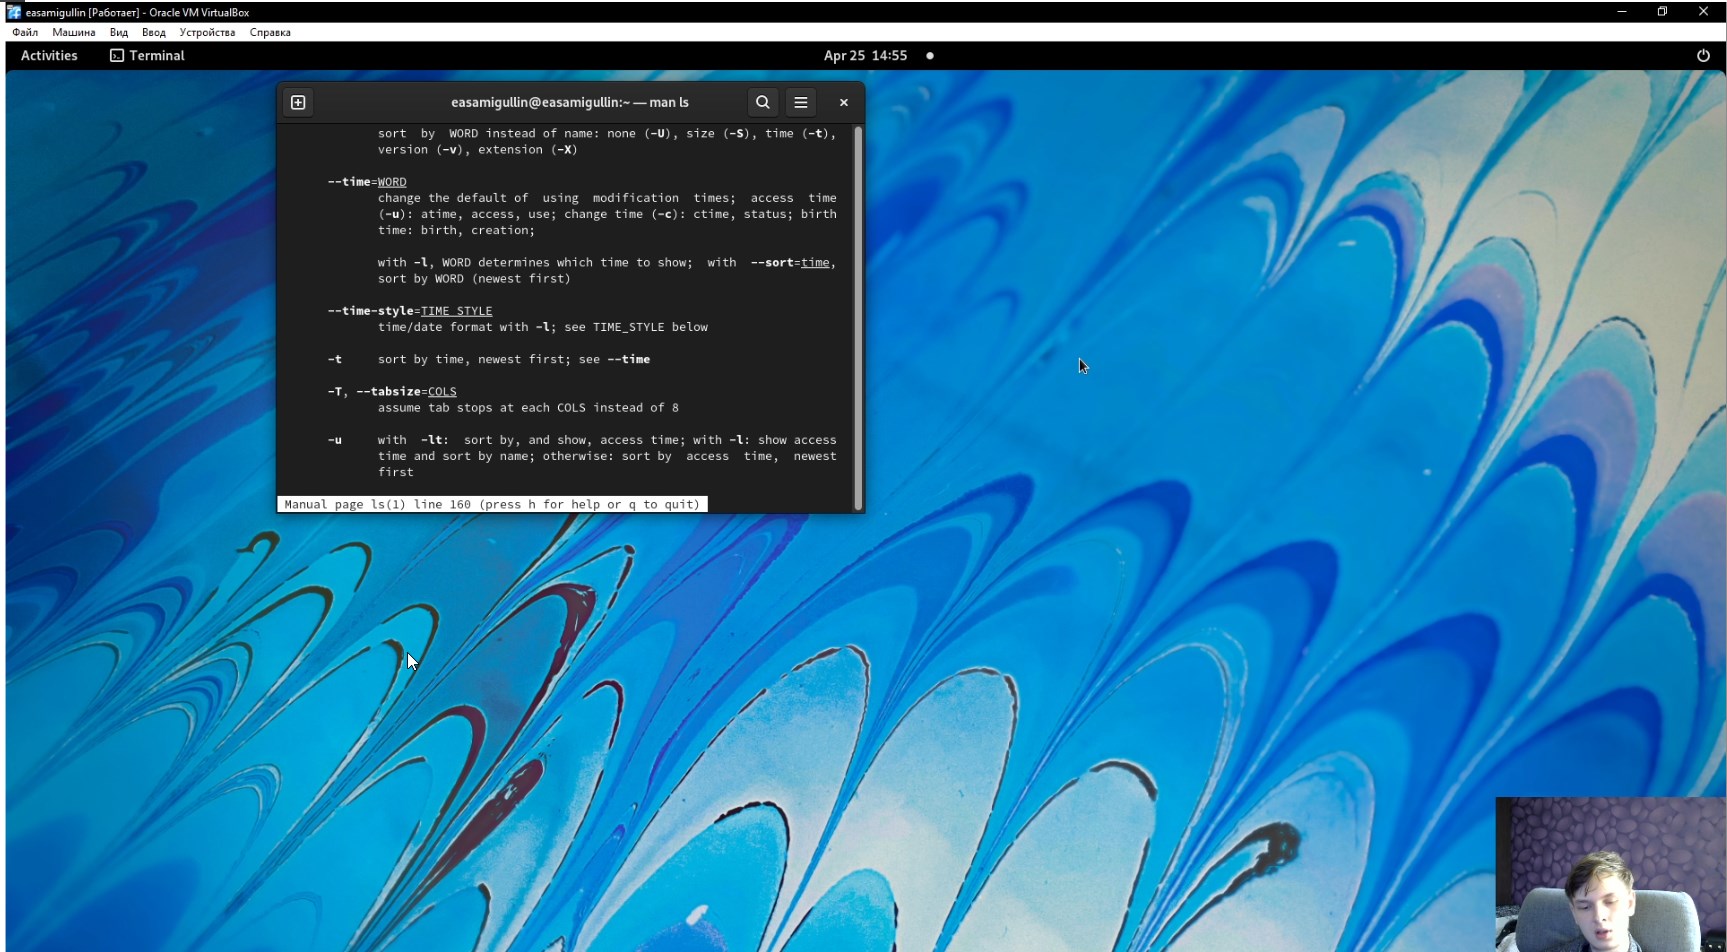 easamigullin [Работает] - Oracle VM VirtualBox
Файл Машина Вид Ввод Устройства Справка
Activities Terminal Apr 25 14:55
easamigullin@easamigullin:~ — man ls
sort by WORD instead of name: none (-U), size (-S), time (-t),
version (-v), extension (-X)
--time=WORD
change the default of using modification times; access time
(-u): atime, access, use; change time (-c): ctime, status; birth
time: birth, creation;
with -l, WORD determines which time to show; with --sort=time,
sort by WORD (newest first)
--time-style=TIME_STYLE
time/date format with -l; see TIME_STYLE below
-t sort by time, newest first; see --time
-T, --tabsize=COLS
assume tab stops at each COLS instead of 8
-u with -lt: sort by, and show, access time; with -l: show access
time and sort by name; otherwise: sort by access time, newest
first
Manual page ls(1) line 160 (press h for help or q to quit)